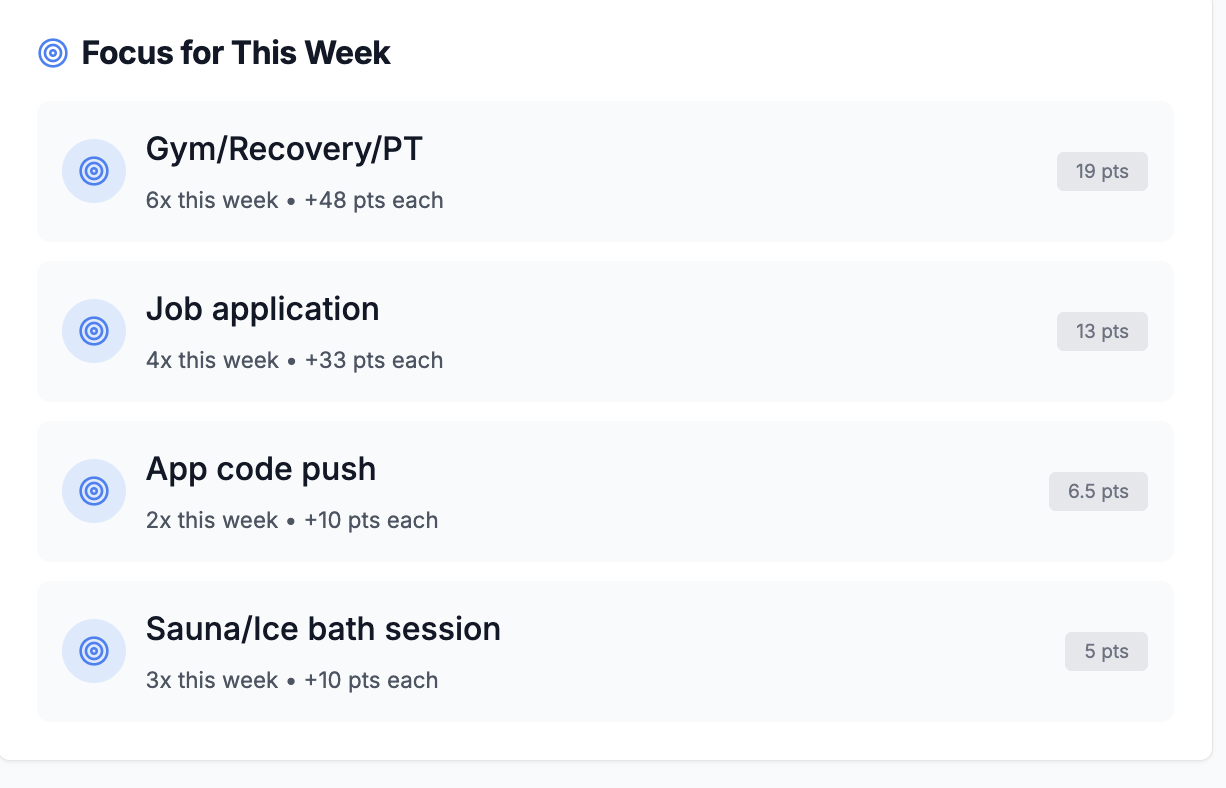 Focus for This Week
Gym/Recovery/PT
6x this week • +48 pts each
19 pts
Job application
4x this week • +33 pts each
13 pts
App code push
2x this week • +10 pts each
6.5 pts
Sauna/Ice bath session
3x this week • +10 pts each
5 pts